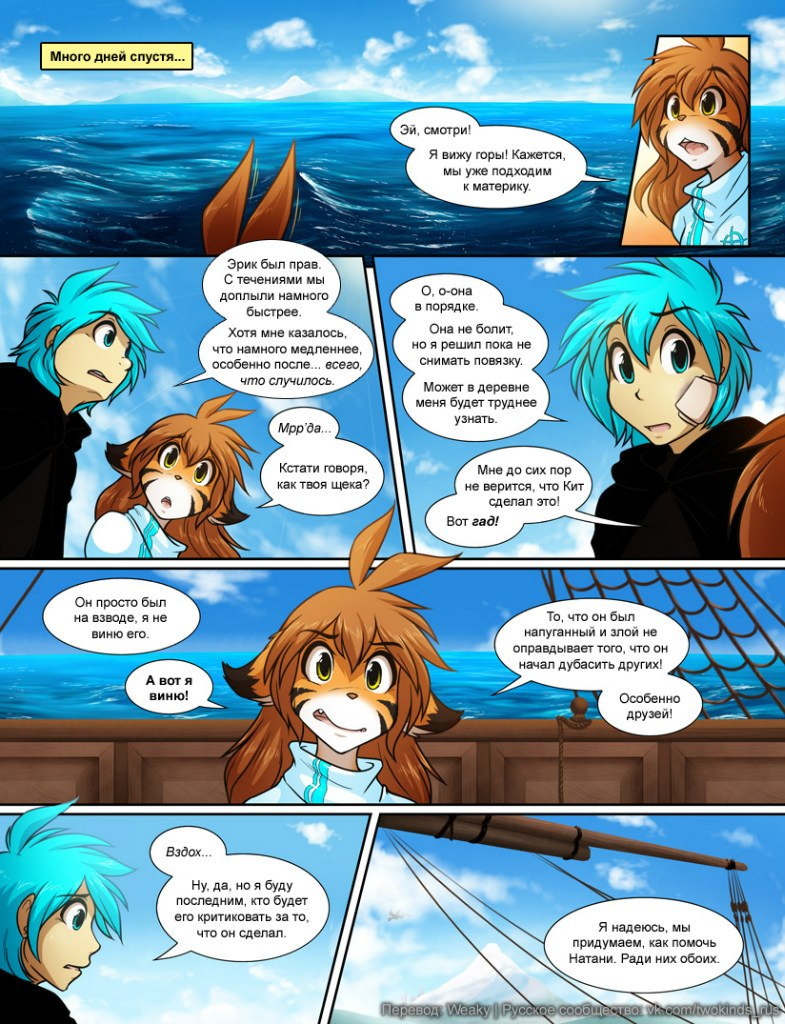 Много дней спустя...
Эй, смотри!
Я вижу горы! Кажется,
мы уже подходим
к материку.
Эрик был прав.
С течениями мы
доплыли намного
быстрее.
Хотя мне казалось,
что намного медленнее,
особенно после... всего,
что случилось.
Мрр'да...
Кстати говоря,
как твоя щека?
О, о-она
в порядке.
Она не болит,
но я решил пока не
снимать повязку.
Может в деревне
меня будет труднее
узнать.
Мне до сих пор
не верится, что Кит
сделал это!
Вот гад!
Он просто был
на взводе, я не
виню его.
А вот я
виню!
То, что он был
напуганный и злой не
оправдывает того, что он
начал дубасить других!
Особенно
друзей!
Вздох...
Ну, да, но я буду
последним, кто будет
его критиковать за то,
что он сделал.
Я надеюсь, мы
придумаем, как помочь
Натани. Ради них обоих.
Перевод: Weaky | Русское сообщество: vk.com/twokinds_rus